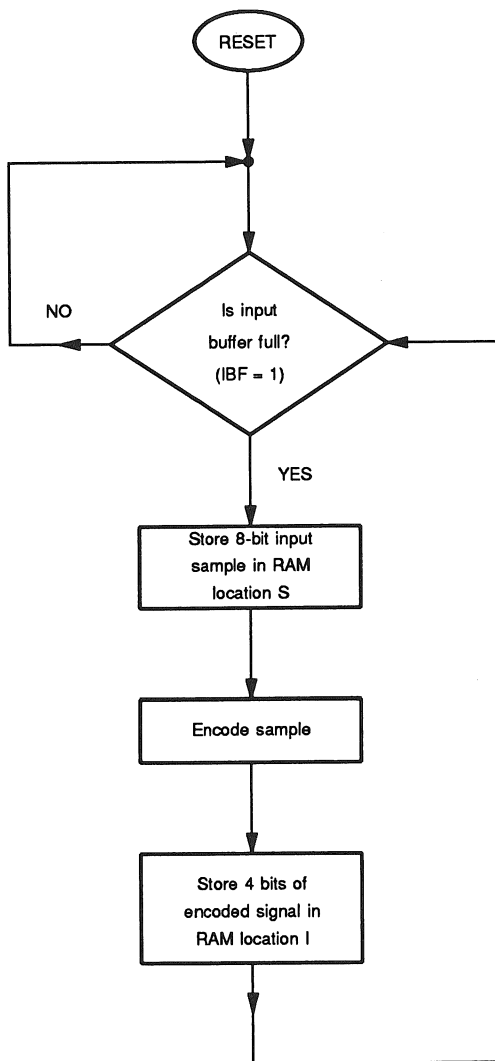 RESET
Is input
buffer full?
(IBF = 1)
NO
YES
Store 8-bit input
sample in RAM
location S
Encode sample
Store 4 bits of
encoded signal in
RAM location I